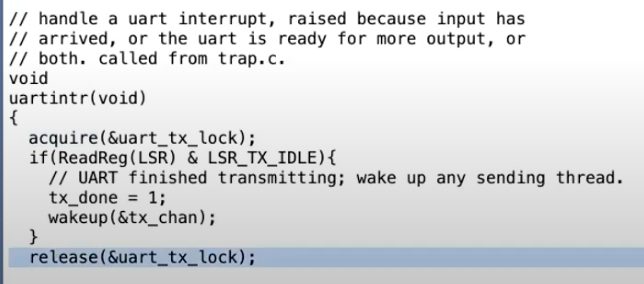 // handle a uart interrupt, raised because input has
// arrived, or the uart is ready for more output, or
// both. called from trap.c.
void
uartintr(void)
{
  acquire(&uart_tx_lock);
  if(ReadReg(LSR) & LSR_TX_IDLE){
    // UART finished transmitting; wake up any sending thread.
    tx_done = 1;
    wakeup(&tx_chan);
  }
  release(&uart_tx_lock);